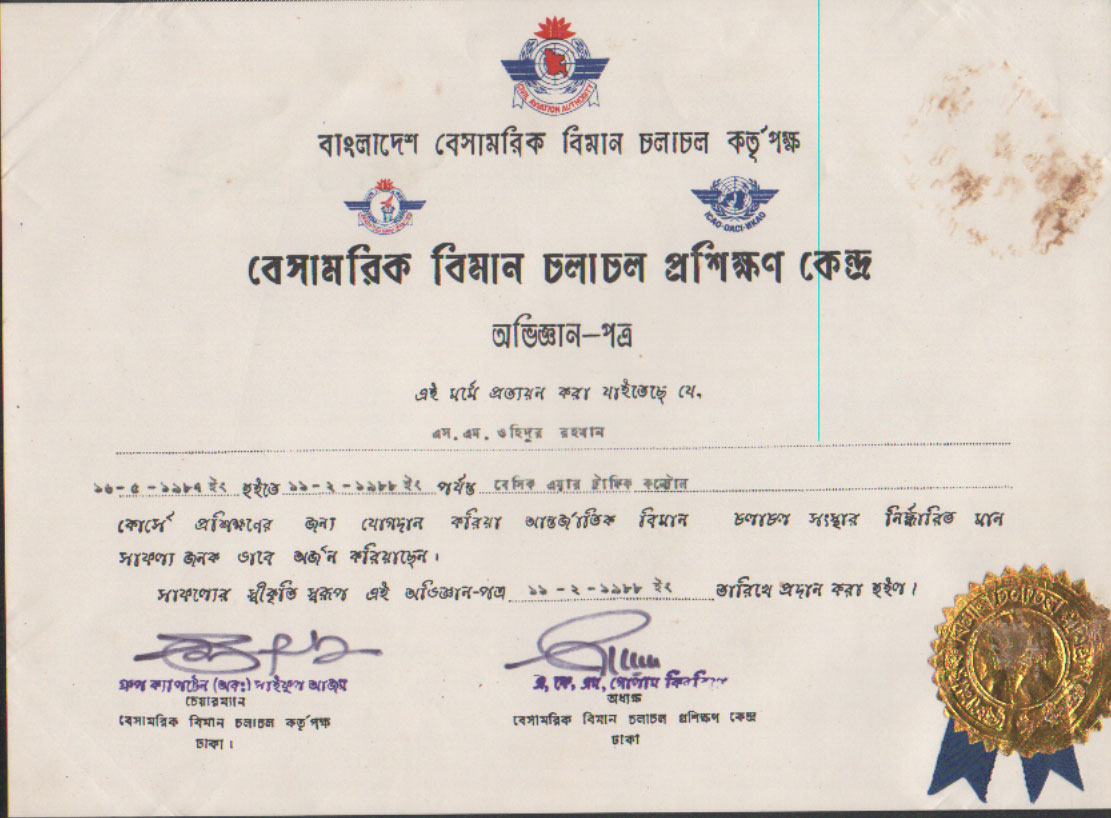 CIVIL AVIATION AUTHORITY
বাংলাদেশ বেসামরিক বিমান চলাচল কর্তৃপক্ষ
ICAO·OACI·ИКАО
বেসামরিক বিমান চলাচল প্রশিক্ষণ কেন্দ্র
অভিজ্ঞান-পত্র
এই মর্মে প্রত্যয়ন করা যাইতেছে যে,
এস.এম. ওহিদুর রহমান
১৬-৫-১৯৮৭ ইং হইতে ১১-২-১৯৮৮ ইং পর্যন্ত বেসিক এয়ার ট্রাফিক কন্ট্রোল
কোর্সে প্রশিক্ষণের জন্য যোগদান করিয়া আন্তর্জাতিক বিমান চলাচল সংস্থার নির্দ্ধারিত মান
সাফল্য জনক ভাবে অর্জন করিয়াছেন।
সাফল্যের স্বীকৃতি স্বরূপ এই অভিজ্ঞান-পত্র ১১-২-১৯৮৮ ইং তারিখে প্রদান করা হইল।
গ্রুপ ক্যাপটেন (অবঃ) সাইফুল আজম
চেয়ারম্যান
বেসামরিক বিমান চলাচল কর্তৃপক্ষ
ঢাকা।
এ, কে, এম, গোলাম
অধ্যক্ষ
বেসামরিক বিমান চলাচল প্রশিক্ষণ কেন্দ্র
ঢাকা